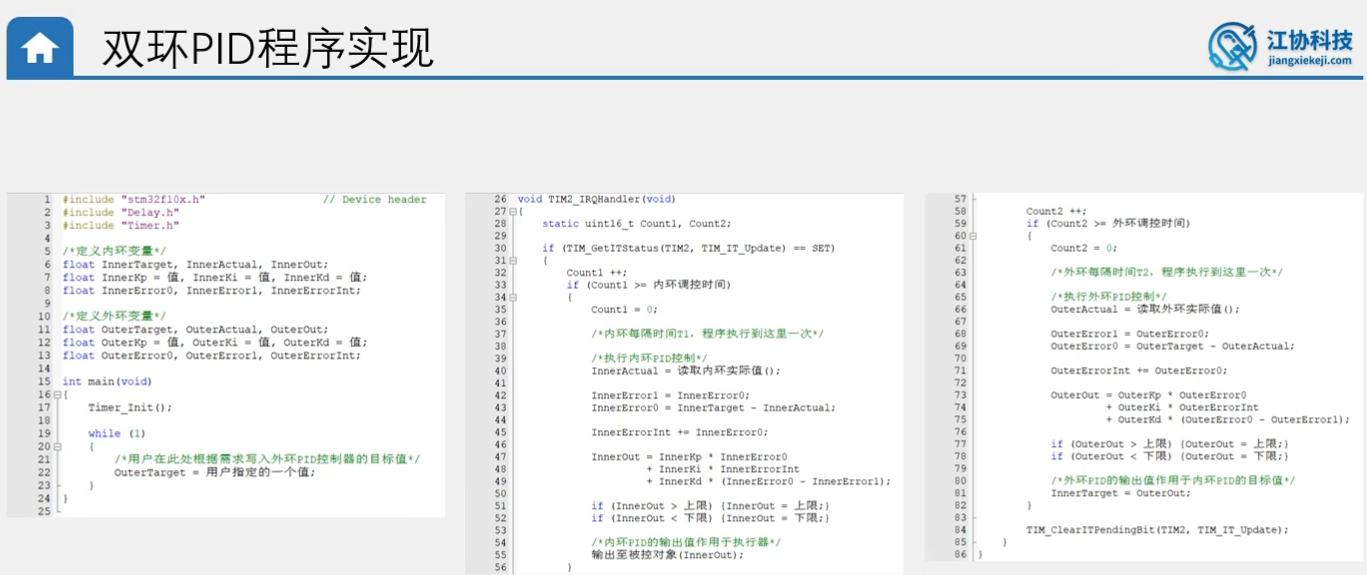 双环PID程序实现
江协科技
jiangxiekeji.com
1 #include "stm32f10x.h" // Device header
2 #include "Delay.h"
3 #include "Timer.h"
4
5 /*定义内环变量*/
6 float InnerTarget, InnerActual, InnerOut;
7 float InnerKp = 值, InnerKi = 值, InnerKd = 值;
8 float InnerError0, InnerError1, InnerErrorInt;
9
10 /*定义外环变量*/
11 float OuterTarget, OuterActual, OuterOut;
12 float OuterKp = 值, OuterKi = 值, OuterKd = 值;
13 float OuterError0, OuterError1, OuterErrorInt;
14
15 int main(void)
16 {
17 Timer_Init();
18
19 while (1)
20 {
21 /*用户在此处根据需求写入外环PID控制器的目标值*/
22 OuterTarget = 用户指定的一个值;
23 }
24 }
25
26 void TIM2_IRQHandler(void)
27 {
28 static uint16_t Count1, Count2;
29
30 if (TIM_GetITStatus(TIM2, TIM_IT_Update) == SET)
31 {
32 Count1 ++;
33 if (Count1 >= 内环调控时间)
34 {
35 Count1 = 0;
36
37 /*内环每隔时间T1，程序执行到这里一次*/
38
39 /*执行内环PID控制*/
40 InnerActual = 读取内环实际值();
41
42 InnerError1 = InnerError0;
43 InnerError0 = InnerTarget - InnerActual;
44
45 InnerErrorInt += InnerError0;
46
47 InnerOut = InnerKp * InnerError0
48 + InnerKi * InnerErrorInt
49 + InnerKd * (InnerError0 - InnerError1);
50
51 if (InnerOut > 上限) {InnerOut = 上限;}
52 if (InnerOut < 下限) {InnerOut = 下限;}
53
54 /*内环PID的输出值作用于执行器*/
55 输出至被控对象(InnerOut);
56 }
57
58 Count2 ++;
59 if (Count2 >= 外环调控时间)
60 {
61 Count2 = 0;
62
63 /*外环每隔时间T2，程序执行到这里一次*/
64
65 /*执行外环PID控制*/
66 OuterActual = 读取外环实际值();
67
68 OuterError1 = OuterError0;
69 OuterError0 = OuterTarget - OuterActual;
70
71 OuterErrorInt += OuterError0;
72
73 OuterOut = OuterKp * OuterError0
74 + OuterKi * OuterErrorInt
75 + OuterKd * (OuterError0 - OuterError1);
76
77 if (OuterOut > 上限) {OuterOut = 上限;}
78 if (OuterOut < 下限) {OuterOut = 下限;}
79
80 /*外环PID的输出值作用于内环PID的目标值*/
81 InnerTarget = OuterOut;
82 }
83
84 TIM_ClearITPendingBit(TIM2, TIM_IT_Update);
85 }
86 }